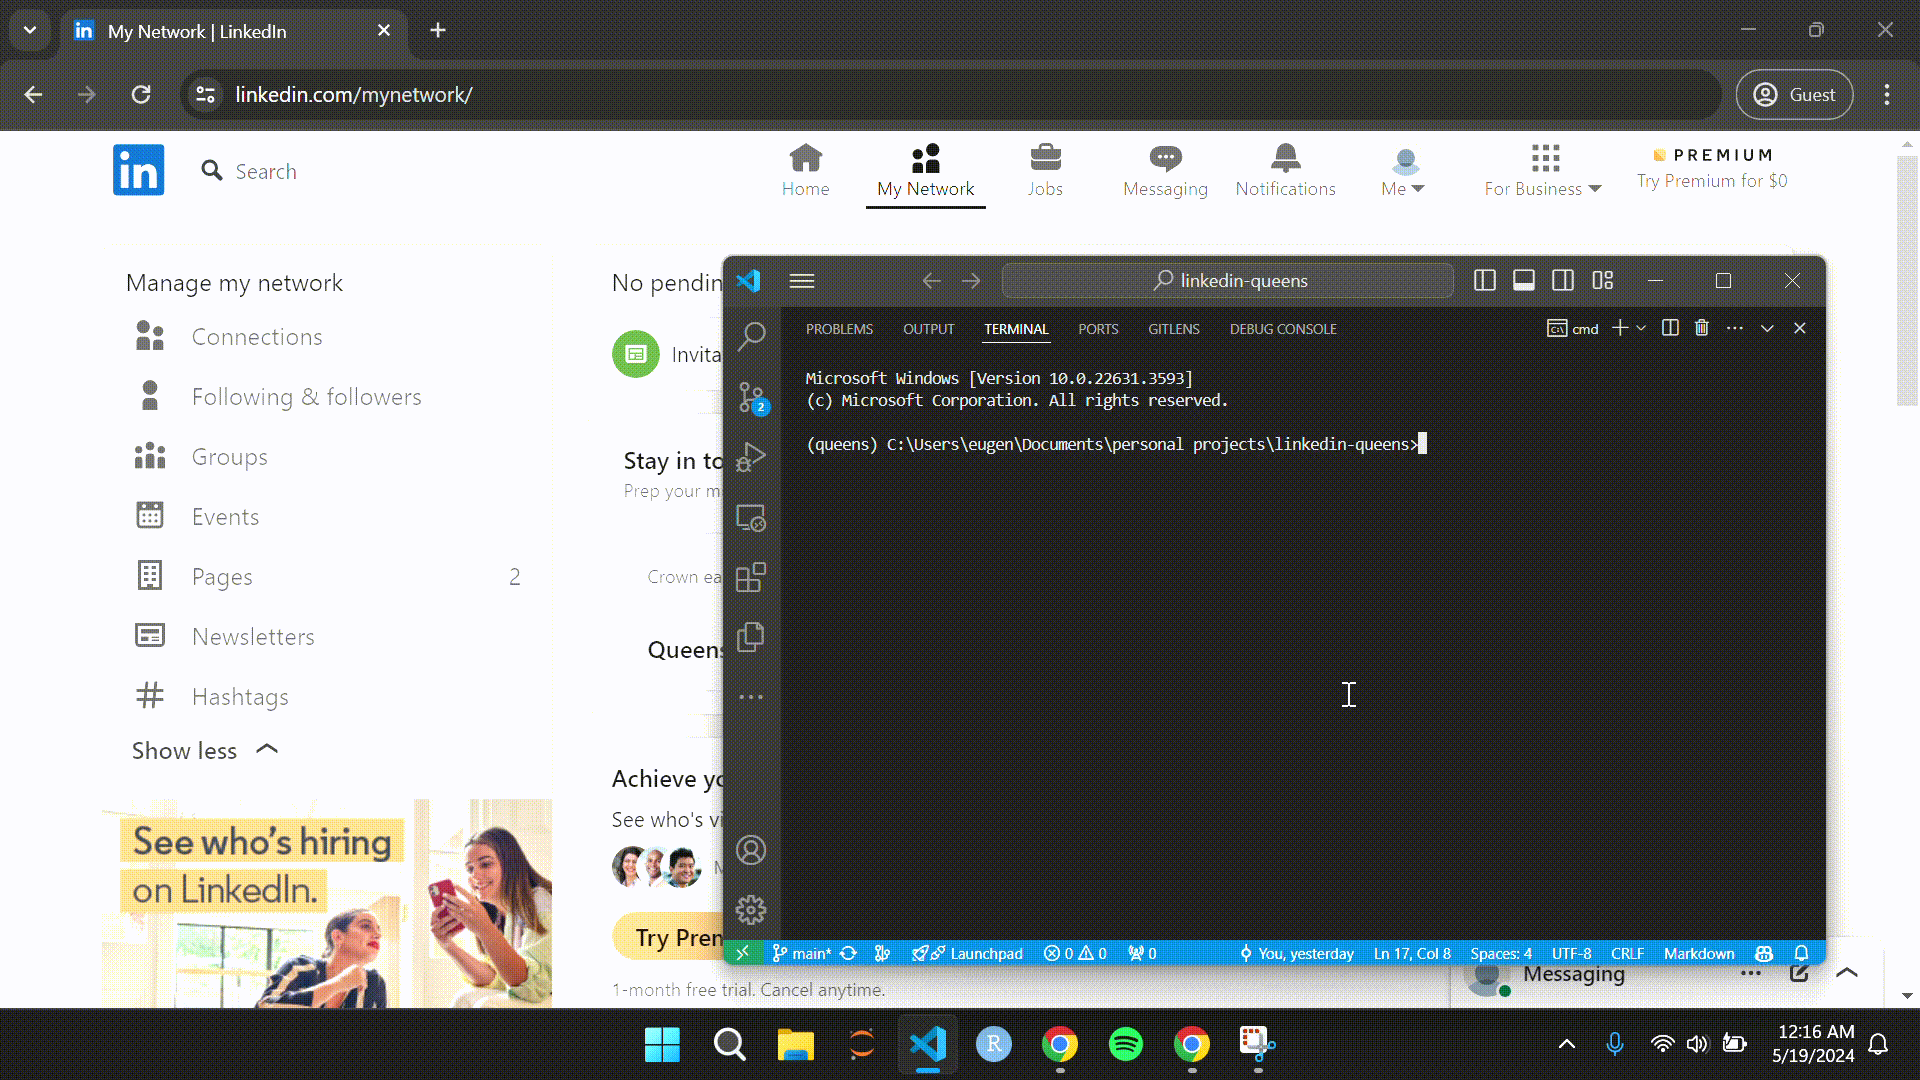 My Network | LinkedIn
linkedin.com/mynetwork/
Guest
in
Search
Home
My Network
Jobs
Messaging
Notifications
Me
For Business
PREMIUM
Try Premium for $0
Manage my network
Connections
Following & followers
Groups
Events
Pages 2
Newsletters
Hashtags
Show less
See who's hiring
on LinkedIn.
No pendin
Invita
Stay in to
Prep your m
Crown ea
Queens
Achieve yo
See who's vi
M
Try Prem
1-month free trial. Cancel anytime.
linkedin-queens
PROBLEMS OUTPUT TERMINAL PORTS GITLENS DEBUG CONSOLE
cmd
2
Microsoft Windows [Version 10.0.22631.3593]
(c) Microsoft Corporation. All rights reserved.
(queens) C:\Users\eugen\Documents\personal projects\linkedin-queens>
main* Launchpad 0 0 0 You, yesterday Ln 17, Col 8 Spaces: 4 UTF-8 CRLF Markdown
Messaging
R
12:16 AM
5/19/2024